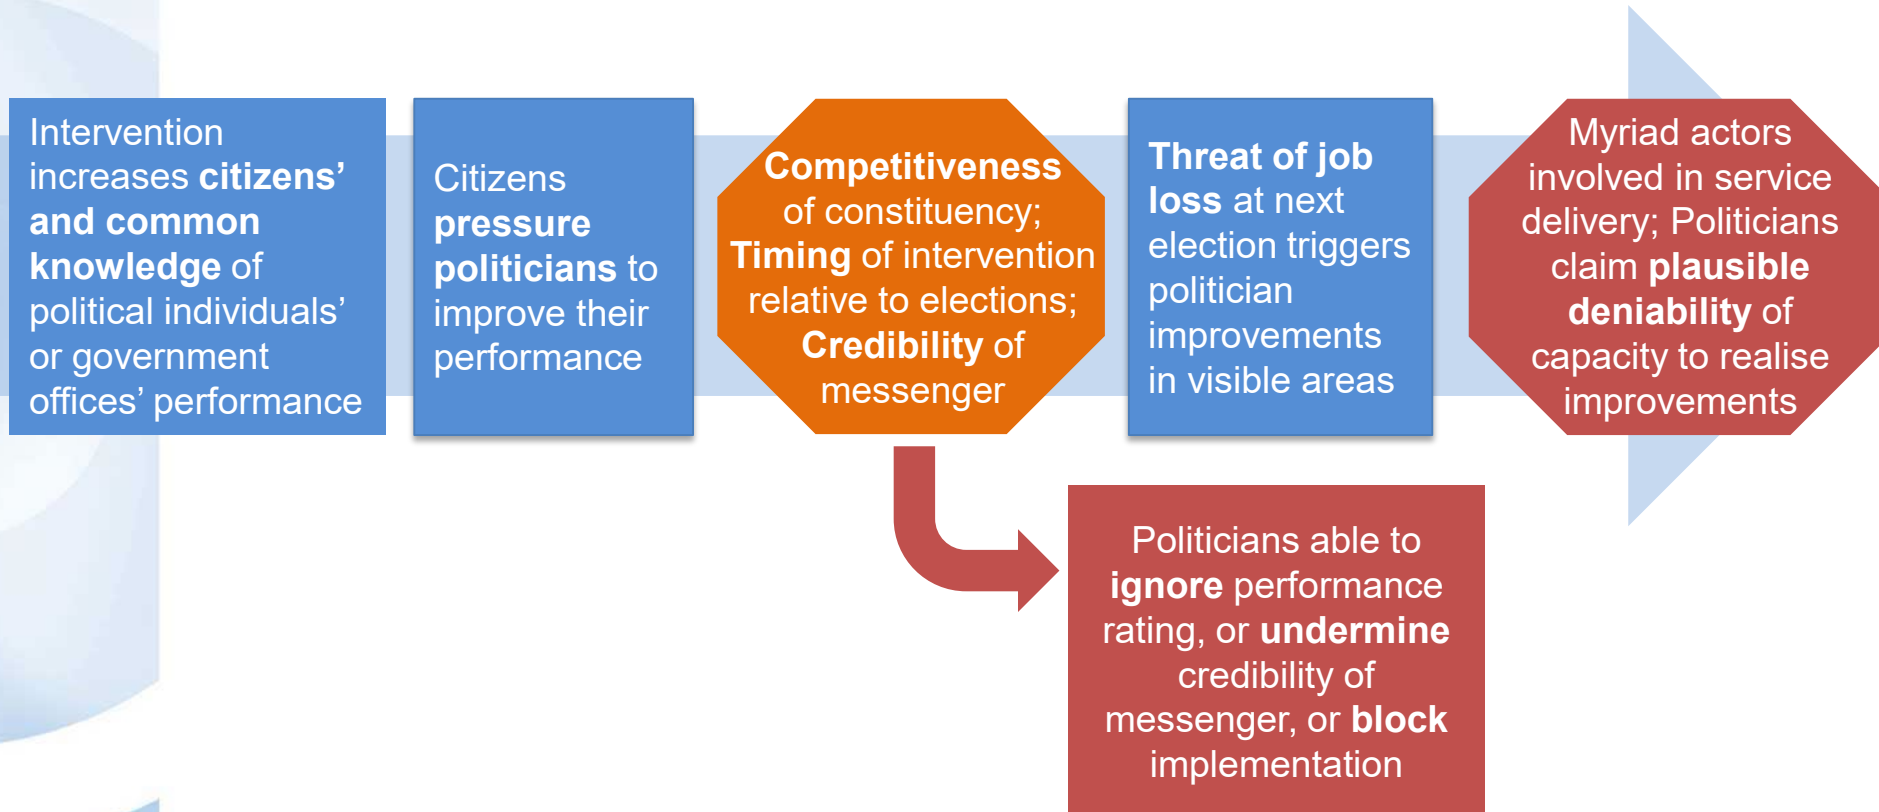 Intervention
increases citizens’
and common
knowledge of
political individuals’
or government
offices’ performance
Citizens
pressure
politicians to
improve their
performance
Competitiveness
of constituency;
Timing of intervention
relative to elections;
Credibility of
messenger
Threat of job
loss at next
election triggers
politician
improvements
in visible areas
Myriad actors
involved in service
delivery; Politicians
claim plausible
deniability of
capacity to realise
improvements
Politicians able to
ignore performance
rating, or undermine
credibility of
messenger, or block
implementation